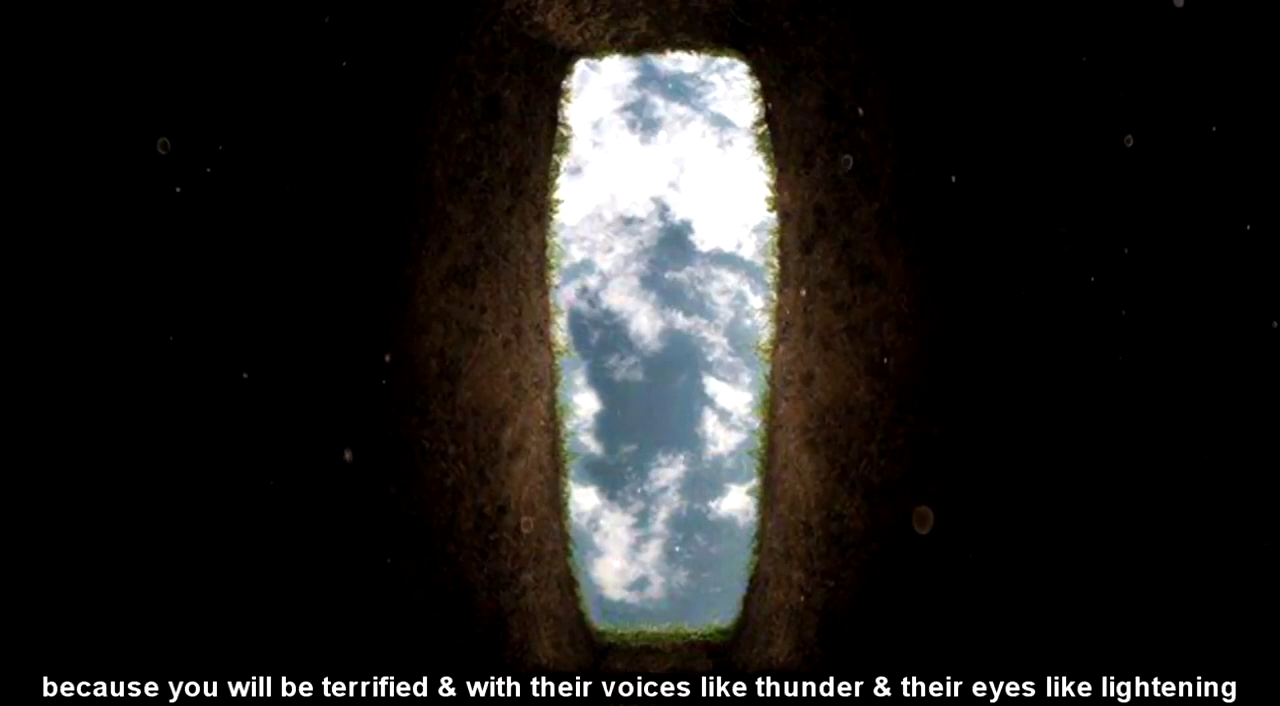 because you will be terrified & with their voices like thunder & their eyes like lightening